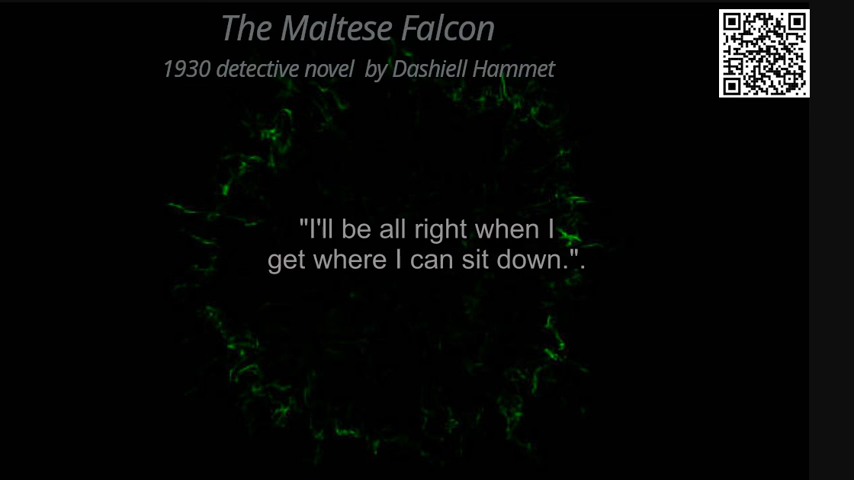 The Maltese Falcon
1930 detective novel  by Dashiell Hammet
"I'll be all right when I
get where I can sit down.".